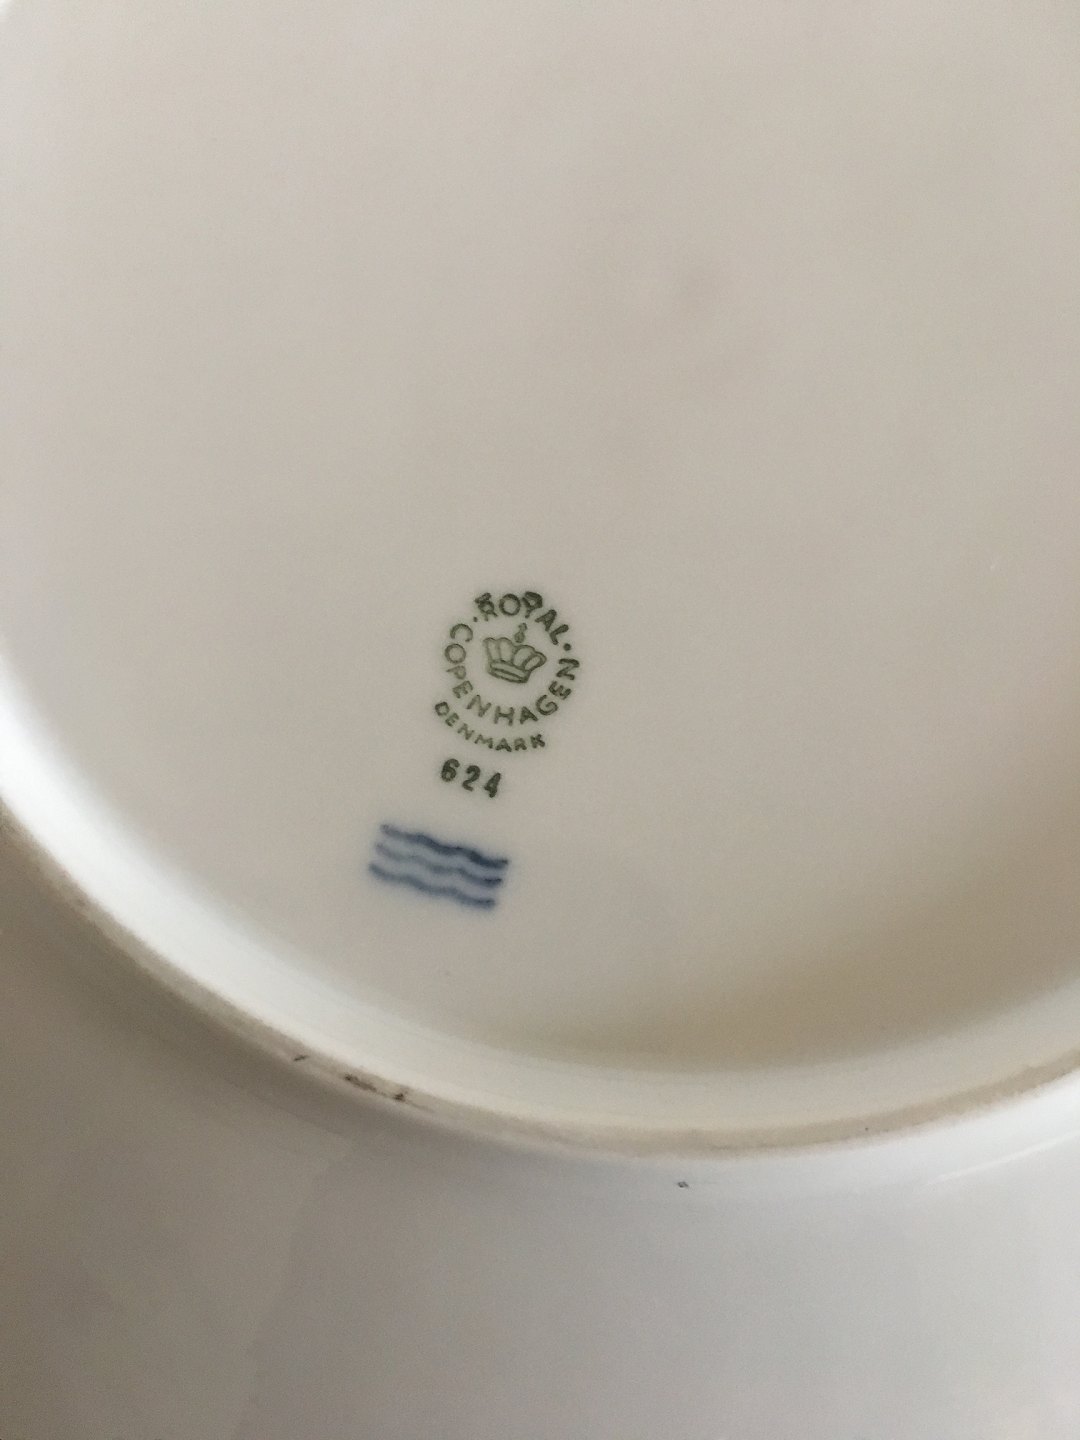 ROYAL
COPENHAGEN
DENMARK
624